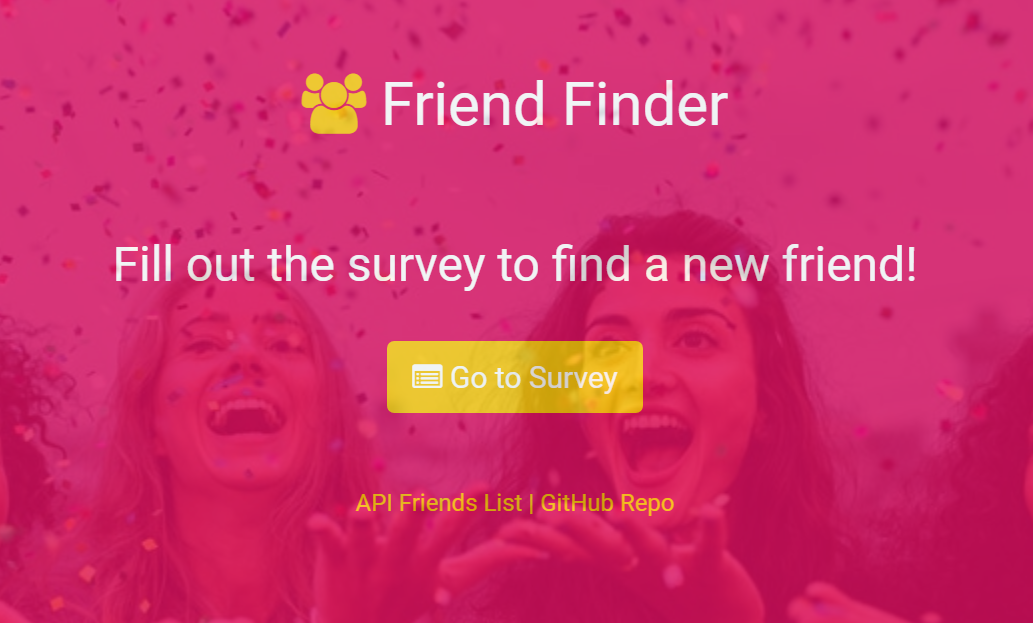 Friend Finder
Fill out the survey to find a new friend!
Go to Survey
API Friends List | GitHub Repo